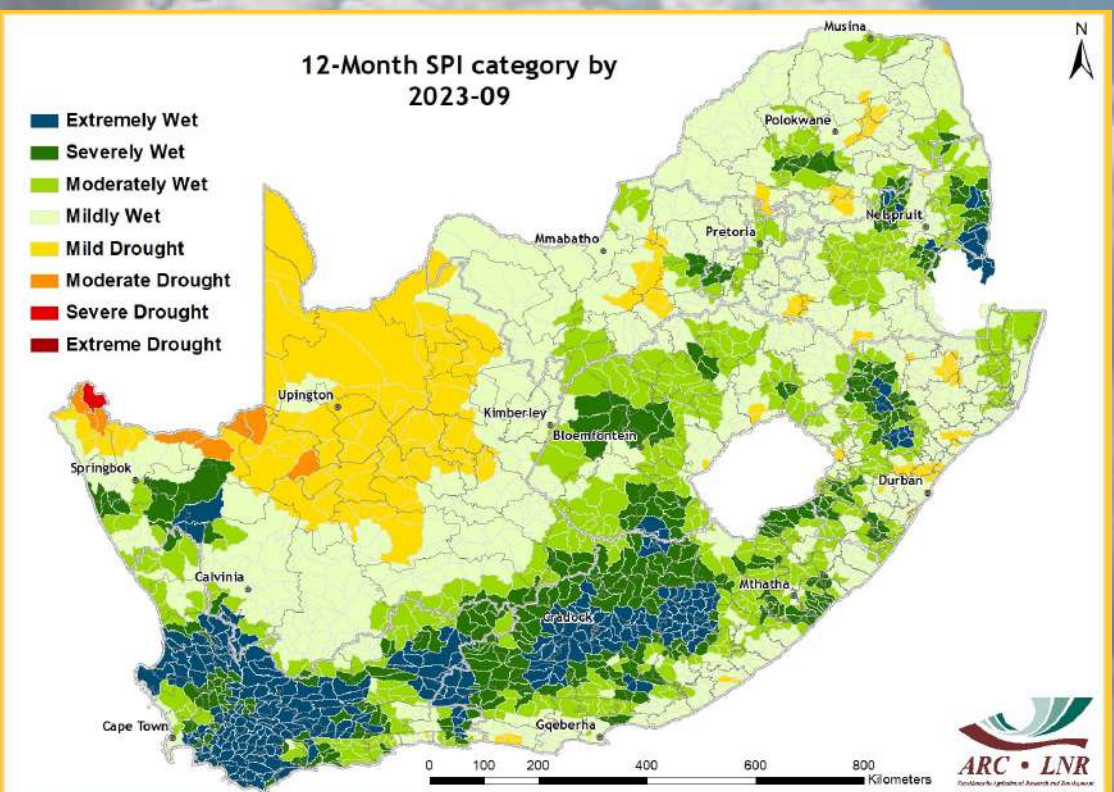 12-Month SPI category by
2023-09
N
Extremely Wet
Severely Wet
Moderately Wet
Mildly Wet
Mild Drought
Moderate Drought
Severe Drought
Extreme Drought
Musina
Polokwane
Nelspruit
Pretoria
Mmabatho
Upington
Kimberley
Bloemfontein
Springbok
Durban
Calvinia
Mthatha
Cradock
Cape Town
Gqeberha
0 100 200 400 600 800
Kilometers
ARC • LNR